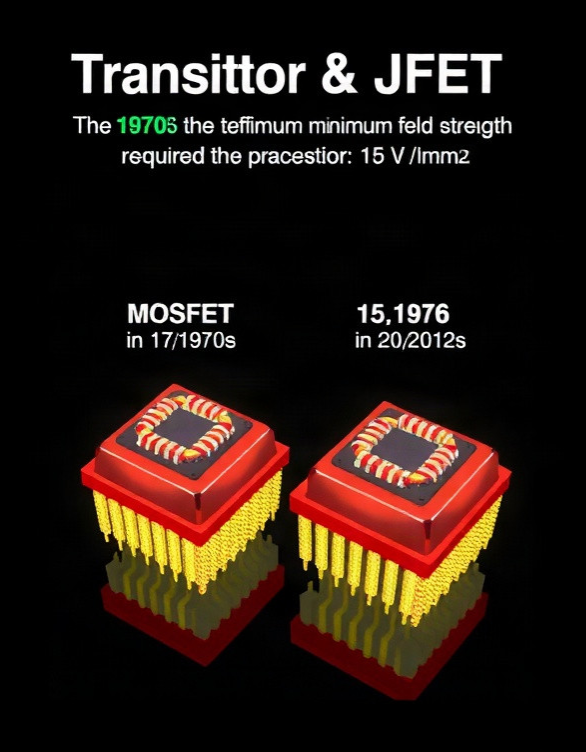 Transittor & JFET
The 1970s the teffimum minimum feld streigth
required the pracestior: 15 V /lmm2
MOSFET
in 17/1970s
15,1976
in 20/2012s